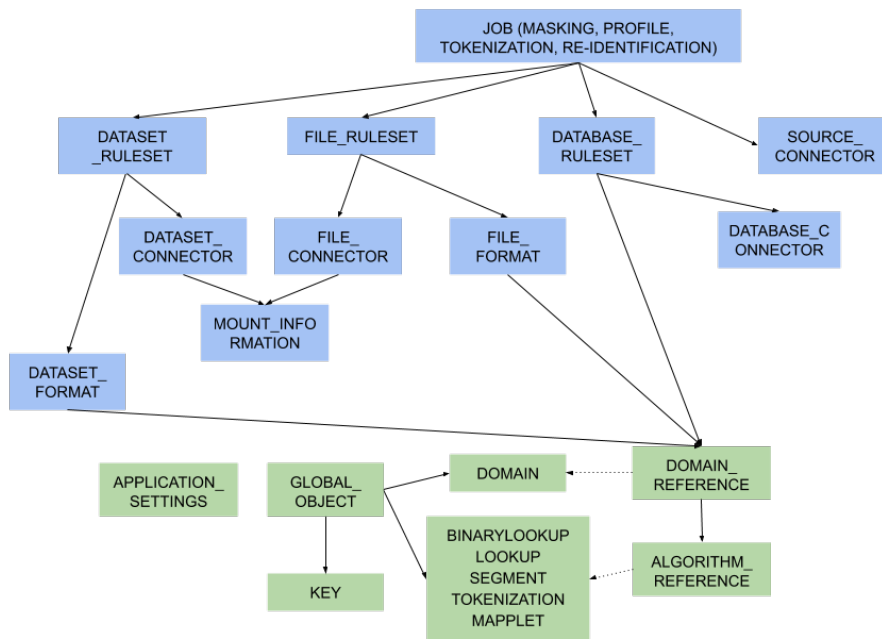 JOB (MASKING, PROFILE,
TOKENIZATION, RE-IDENTIFICATION)
DATASET
_RULESET
FILE_RULESET
DATABASE_
RULESET
SOURCE_
CONNECTOR
DATASET_
CONNECTOR
FILE_
CONNECTOR
FILE_
FORMAT
DATABASE_C
ONNECTOR
MOUNT_INFO
RMATION
DATASET_
FORMAT
APPLICATION_
SETTINGS
GLOBAL_
OBJECT
DOMAIN
DOMAIN_
REFERENCE
KEY
BINARYLOOKUP
LOOKUP
SEGMENT
TOKENIZATION
MAPPLET
ALGORITHM_
REFERENCE